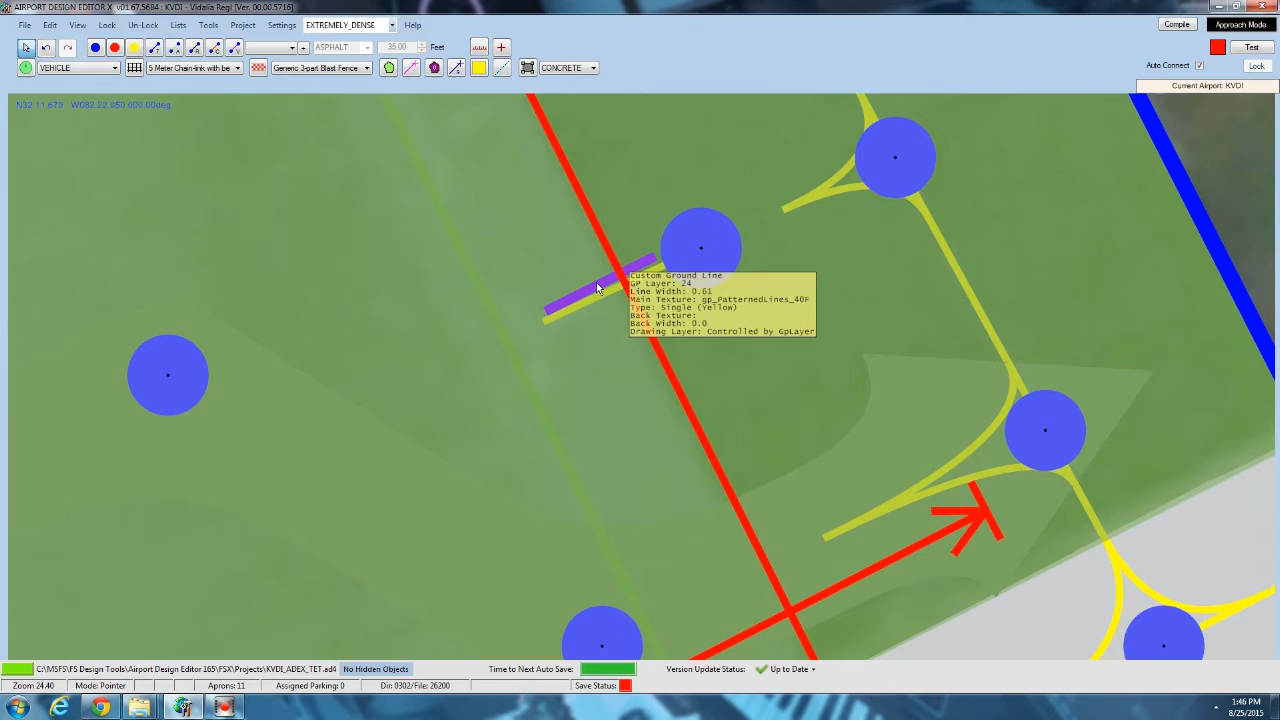 AIRPORT DESIGN EDITOR X v01.67.5684 : KVDI - Vidalia Regl [Ver. 00.00.5716]
File Edit View Lock Un-Lock Lists Tools Project Settings EXTREMELY_DENSE Help
Compile Approach Mode
ASPHALT 35.00 Feet
Test
VEHICLE 5 Meter Chain-link with be Generic 3-part Blast Fence CONCRETE
Auto Connect Lock
Current Airport: KVDI
N32 11.679 W082 22.050 000.00deg
Custom Ground Line
GP Layer: 24
Line Width: 0.61
Main Texture: gp_PatternedLines_40F
Type: Single (Yellow)
Back Texture:
Back Width: 0.0
Drawing Layer: Controlled by GpLayer
C:\MSFS\FS Design Tools\Airport Design Editor 165\FSX\Projects\KVDI_ADEX_TET.ad4 No Hidden Objects Time to Next Auto Save: Version Update Status: Up to Date
Zoom 24.40 Mode: Pointer Aprons: 11 Assigned Parking: 0 Dir: 0302/File: 26200 Save Status:
1:46 PM
8/25/2015